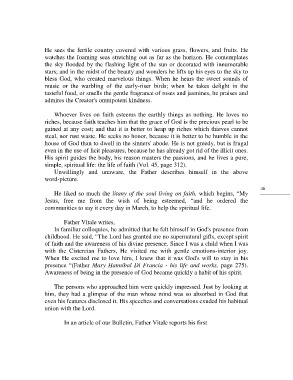 He sees the fertile country covered with various grass, flowers, and fruits. He
watches the foaming seas stretching out as far as the horizon. He contemplates
the sky flooded by the flashing light of the sun or decorated with innumerable
stars; and in the midst of the beauty and wonders he lifts up his eyes to the sky to
bless God, who created marvelous things. When he hears the sweet sounds of
music or the warbling of the early-riser birds; when he takes delight in the
tasteful food, or smells the gentle fragrance of roses and jasmines, he praises and
admires the Creator's omnipotent kindness.
Whoever lives on faith esteems the earthly things as nothing. He loves no
riches, because faith teaches him that the grace of God is the precious pearl to be
gained at any cost; and that it is better to heap up riches which thieves cannot
steal, nor rust waste. He seeks no honor, because it is better to be humble in the
house of God than to dwell in the sinners' abode. He is not greedy, but is frugal
even in the use of licit pleasures, because he has already got rid of the illicit ones.
His spirit guides the body, his reason masters the passions, and he lives a pure,
simple, spiritual life: the life of faith (Vol. 45, page 312).
Unwillingly and unaware, the Father describes himself in the above
word-picture.
He liked so much the litany of the soul living on faith, which begins, "My
Jesus, free me from the wish of being esteemed, "and he ordered the
communities to say it every day in March, to help the spiritual life.
Father Vitale writes,
In familiar colloquies, he admitted that he felt himself in God's presence from
childhood. He said, "The Lord has granted me no supernatural gifts, except spirit
of faith and the awareness of his divine presence. Since I was a child when I was
with the Cistercian Fathers, He visited me with gentle emotions-interior joy.
When He excited me to love him, I knew that it was God's will to stay in his
presence "(Father Mary Hannibal Di Francia - his life and works, page 275).
Awareness of being in the presence of God became quickly a habit of his spirit.
The persons who approached him were quickly impressed. Just by looking at
him, they had a glimpse of the man whose mind was so absorbed in God that
even his features disclosed it. His speeches and conversations exuded his habitual
union with the Lord.
In an article of our Bulletin, Father Vitale reports his first